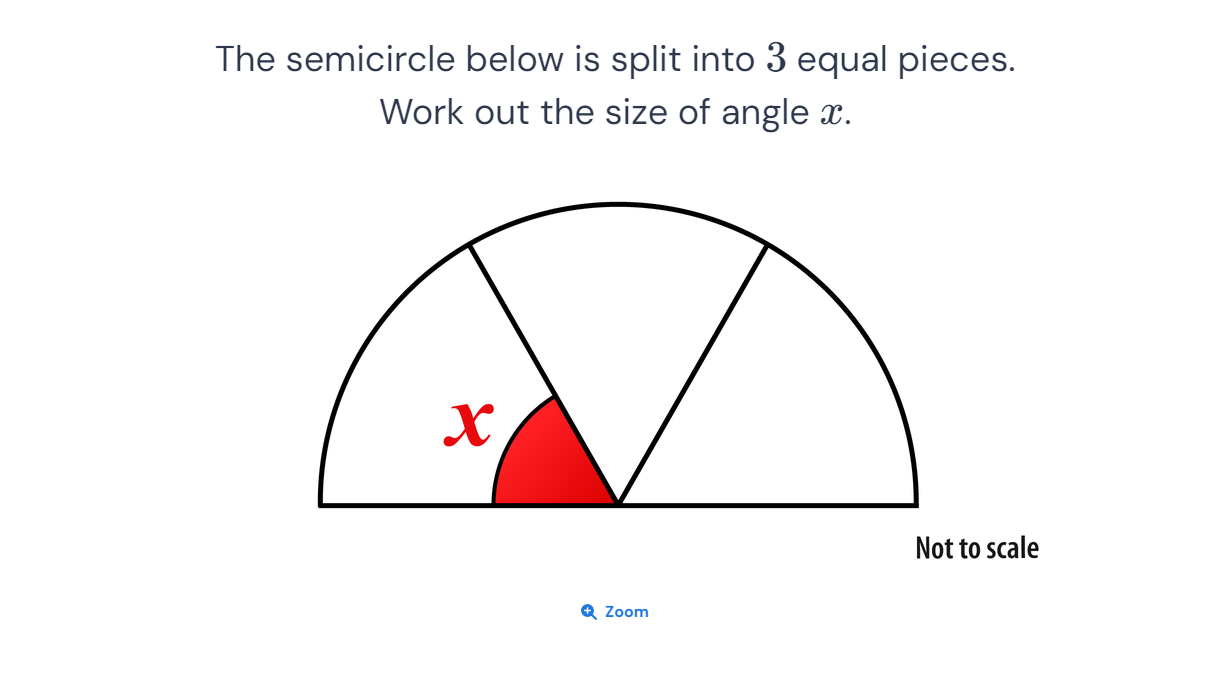 The semicircle below is split into 3 equal pieces.
Work out the size of angle x.
x
Not to scale
Zoom